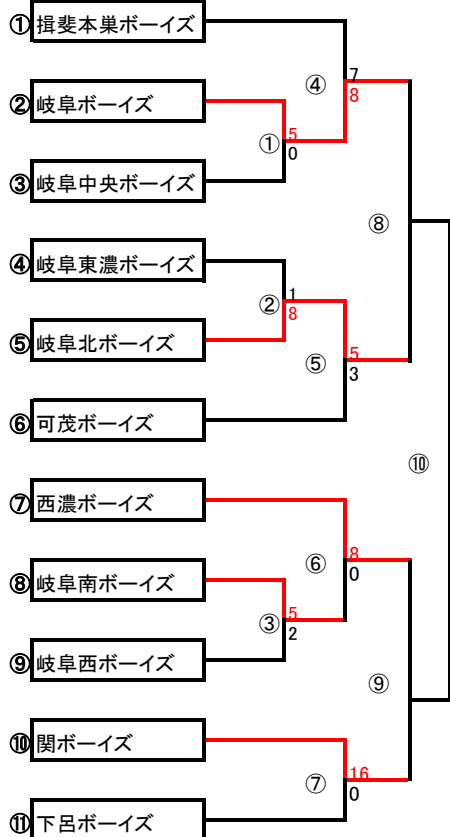 ①揖斐本巣ボーイズ
7
④
8
②岐阜ボーイズ
5
①
0
③岐阜中央ボーイズ
⑧
④岐阜東濃ボーイズ
1
②
8
⑤岐阜北ボーイズ
5
⑤
3
⑥可茂ボーイズ
⑩
⑦西濃ボーイズ
8
⑥
0
⑧岐阜南ボーイズ
5
③
2
⑨岐阜西ボーイズ
⑨
⑩関ボーイズ
16
⑦
0
⑪下呂ボーイズ